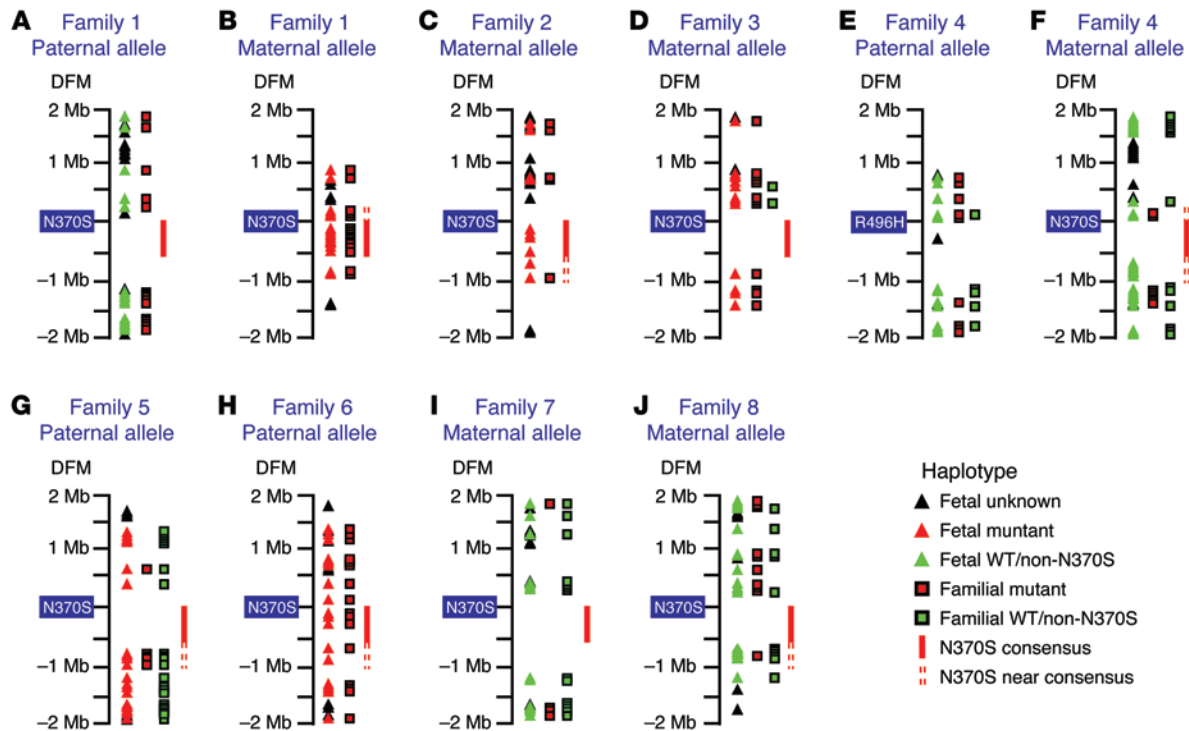 A Family 1 Paternal allele
DFM
2 Mb
1 Mb
N370S
–1 Mb
–2 Mb
B Family 1 Maternal allele
DFM
2 Mb
1 Mb
N370S
–1 Mb
–2 Mb
C Family 2 Maternal allele
DFM
2 Mb
1 Mb
N370S
–1 Mb
–2 Mb
D Family 3 Maternal allele
DFM
2 Mb
1 Mb
N370S
–1 Mb
–2 Mb
E Family 4 Paternal allele
DFM
2 Mb
1 Mb
R496H
–1 Mb
–2 Mb
F Family 4 Maternal allele
DFM
2 Mb
1 Mb
N370S
–1 Mb
–2 Mb
G Family 5 Paternal allele
DFM
2 Mb
1 Mb
N370S
–1 Mb
–2 Mb
H Family 6 Paternal allele
DFM
2 Mb
1 Mb
N370S
–1 Mb
–2 Mb
I Family 7 Maternal allele
DFM
2 Mb
1 Mb
N370S
–1 Mb
–2 Mb
J Family 8 Maternal allele
DFM
2 Mb
1 Mb
N370S
–1 Mb
–2 Mb
Haplotype
Fetal unknown
Fetal muntant
Fetal WT/non-N370S
Familial mutant
Familial WT/non-N370S
N370S consensus
N370S near consensus